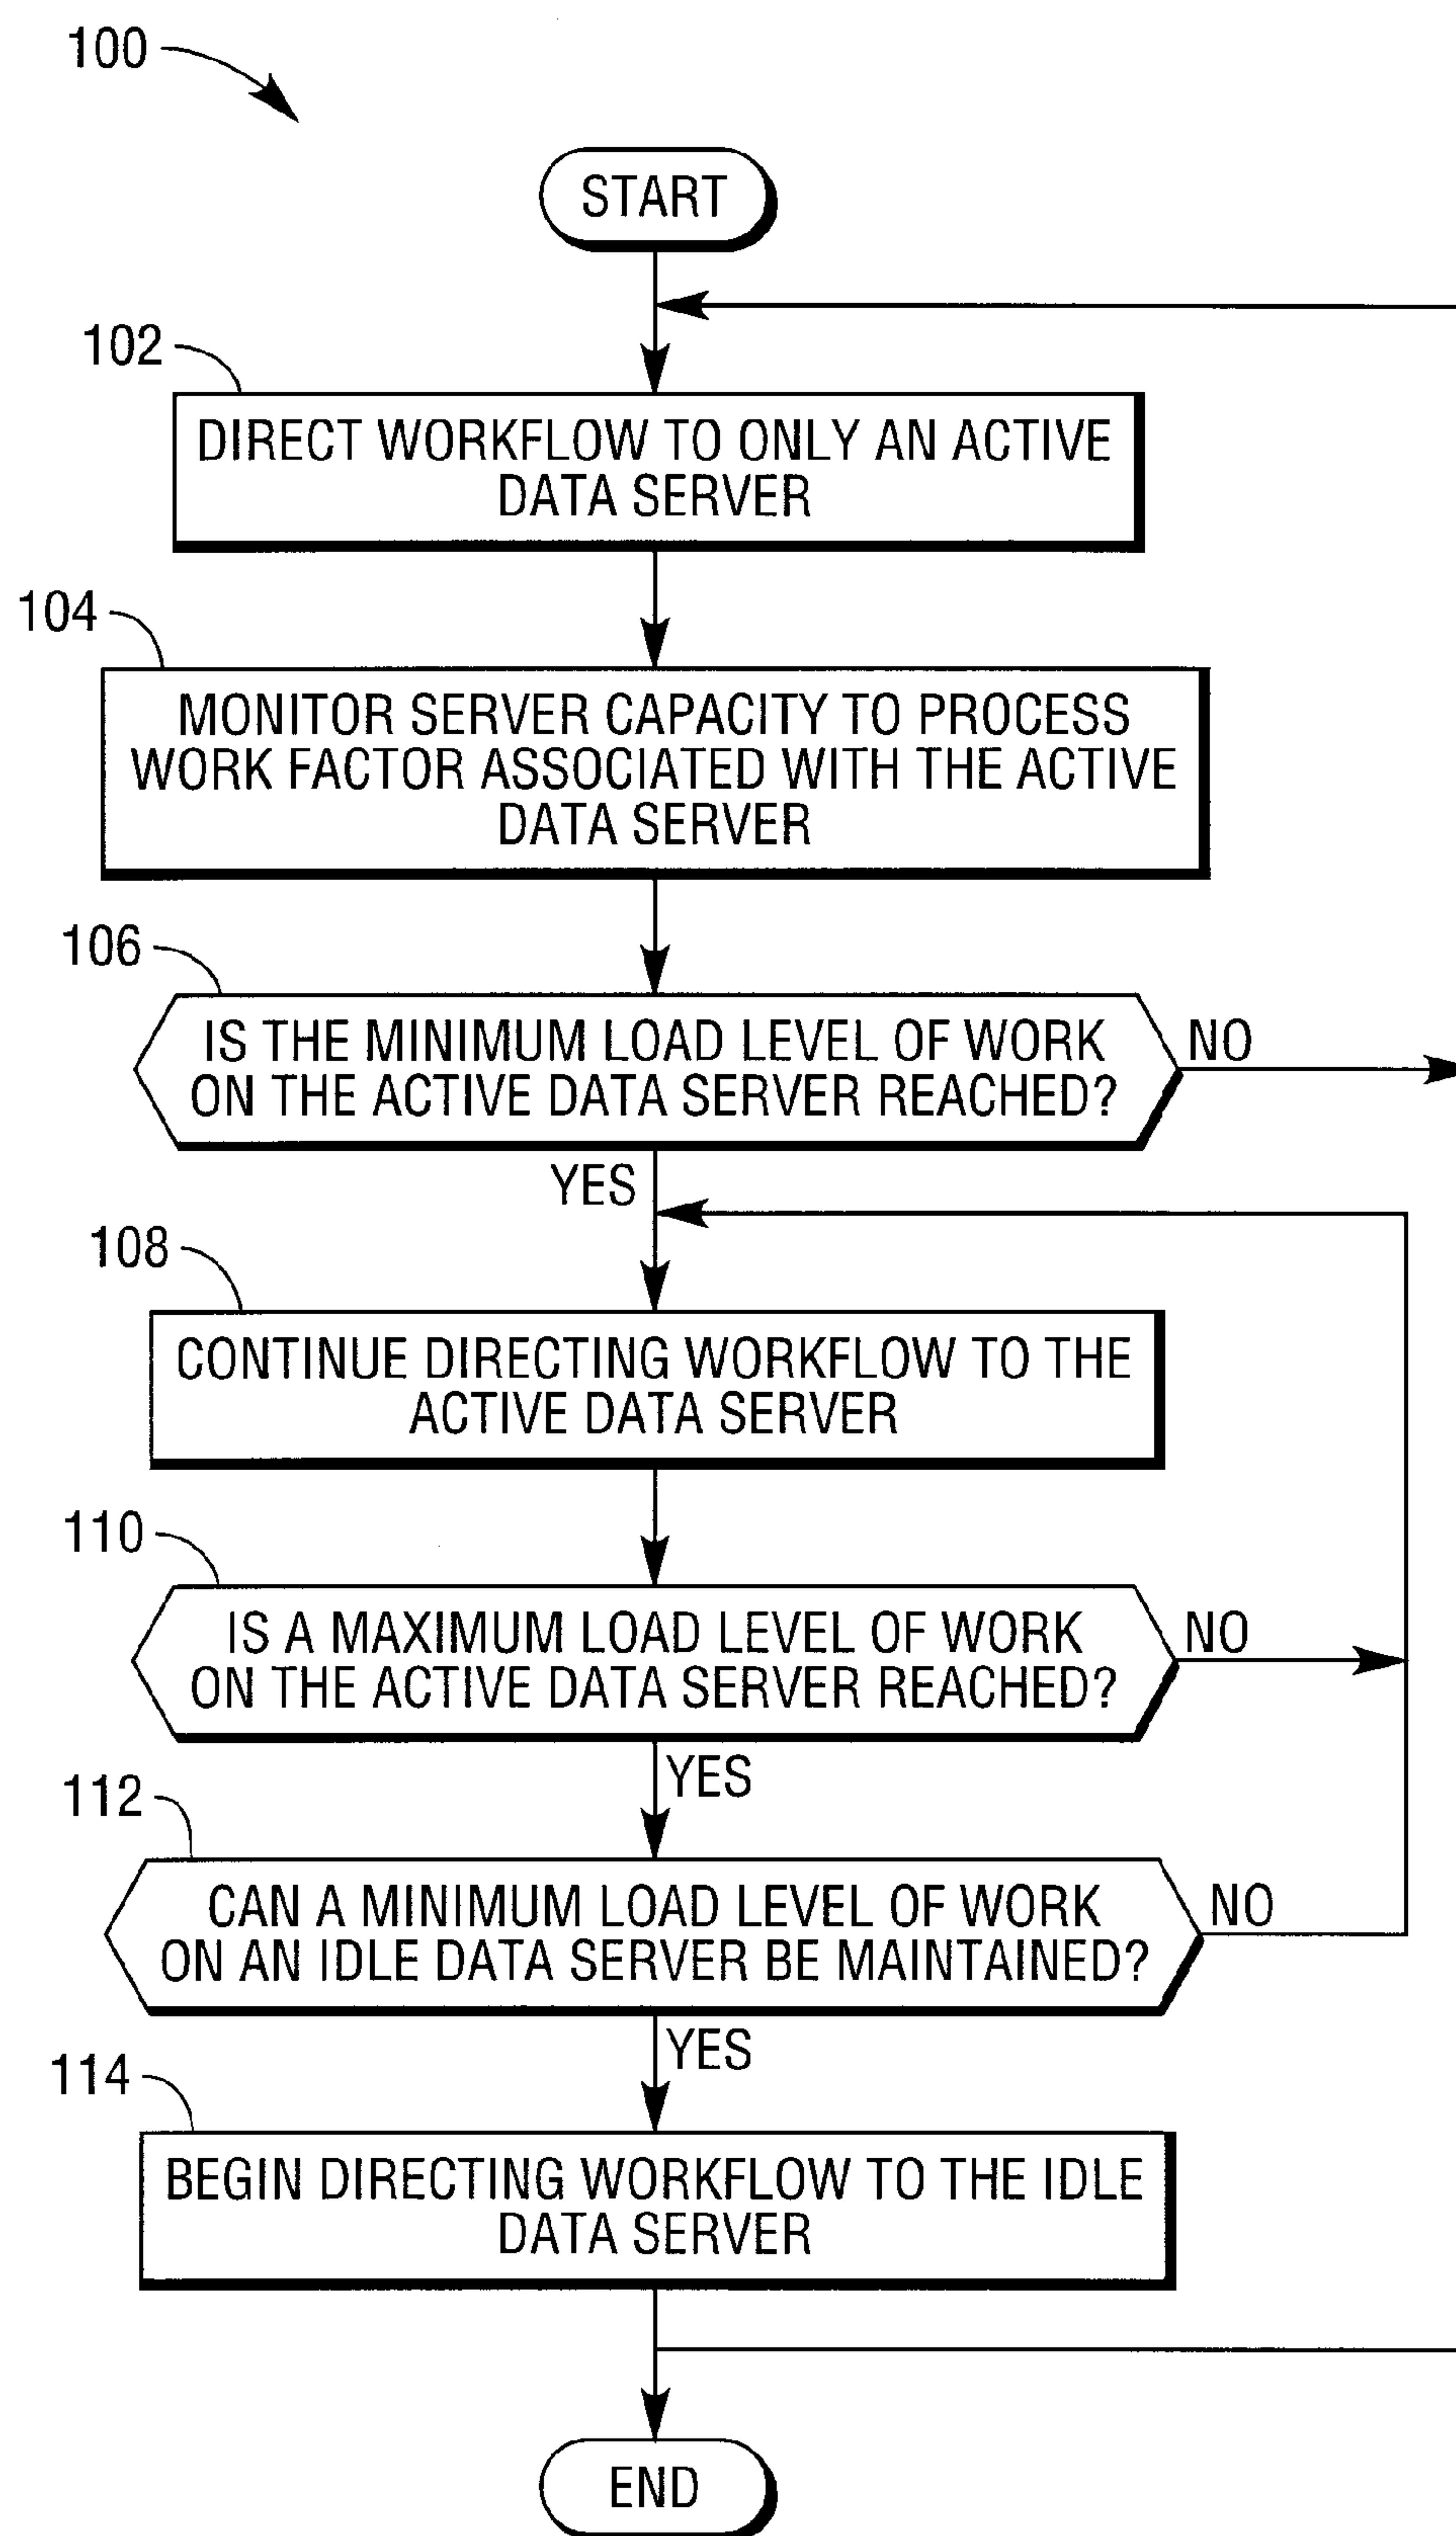 100
START
102
DIRECT WORKFLOW TO ONLY AN ACTIVE
DATA SERVER
104
MONITOR SERVER CAPACITY TO PROCESS
WORK FACTOR ASSOCIATED WITH THE ACTIVE
DATA SERVER
106
IS THE MINIMUM LOAD LEVEL OF WORK
ON THE ACTIVE DATA SERVER REACHED?
NO
YES
108
CONTINUE DIRECTING WORKFLOW TO THE
ACTIVE DATA SERVER
110
IS A MAXIMUM LOAD LEVEL OF WORK
ON THE ACTIVE DATA SERVER REACHED?
NO
YES
112
CAN A MINIMUM LOAD LEVEL OF WORK
ON AN IDLE DATA SERVER BE MAINTAINED?
NO
YES
114
BEGIN DIRECTING WORKFLOW TO THE IDLE
DATA SERVER
END